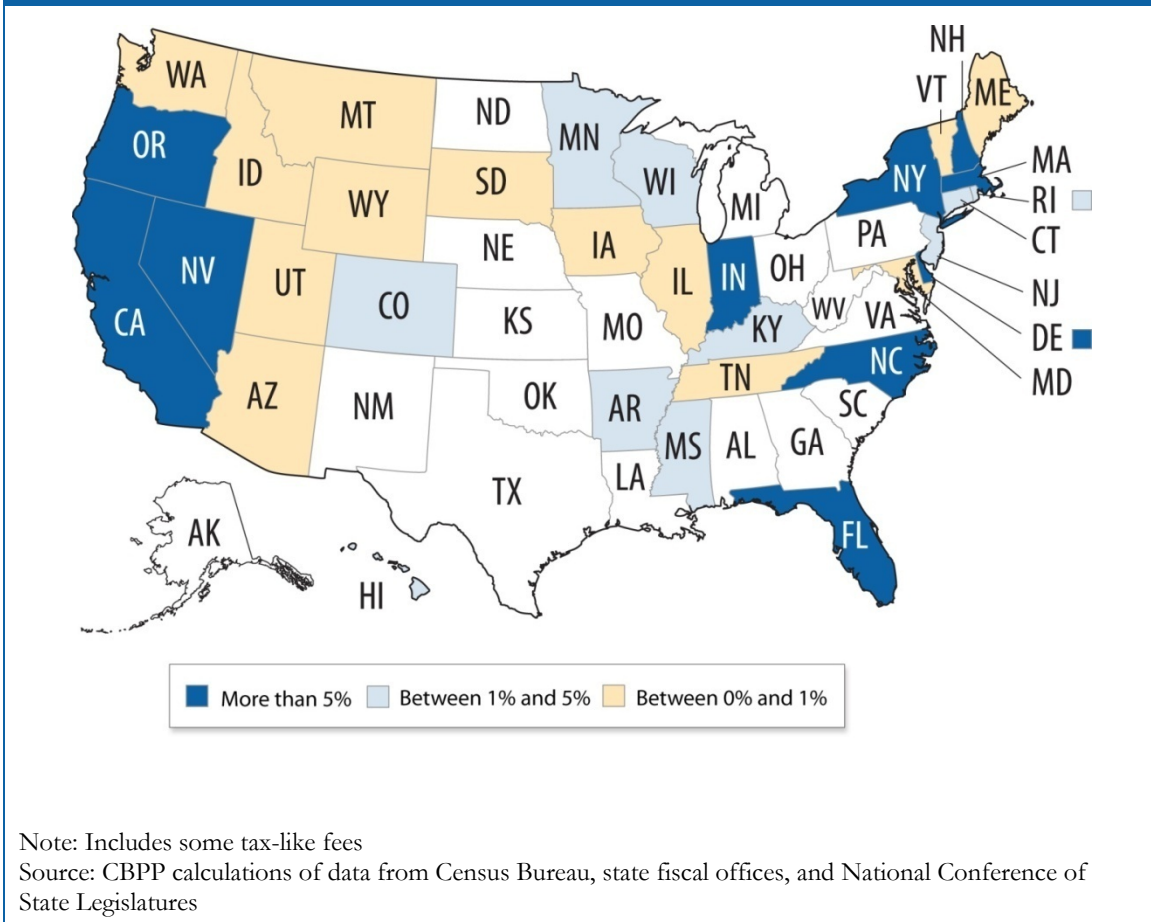 NH
VT
ME
WA
MT
ND
MN
OR
ID
SD
WI
NY
MA
RI
WY
MI
CT
NE
IA
PA
NV
UT
IL
IN
OH
NJ
CA
CO
KS
MO
WV
VA
DE
KY
MD
NC
TN
AZ
NM
OK
AR
SC
MS
AL
GA
TX
LA
AK
FL
HI
More than 5% Between 1% and 5% Between 0% and 1%
Note: Includes some tax-like fees
Source: CBPP calculations of data from Census Bureau, state fiscal offices, and National Conference of
State Legislatures